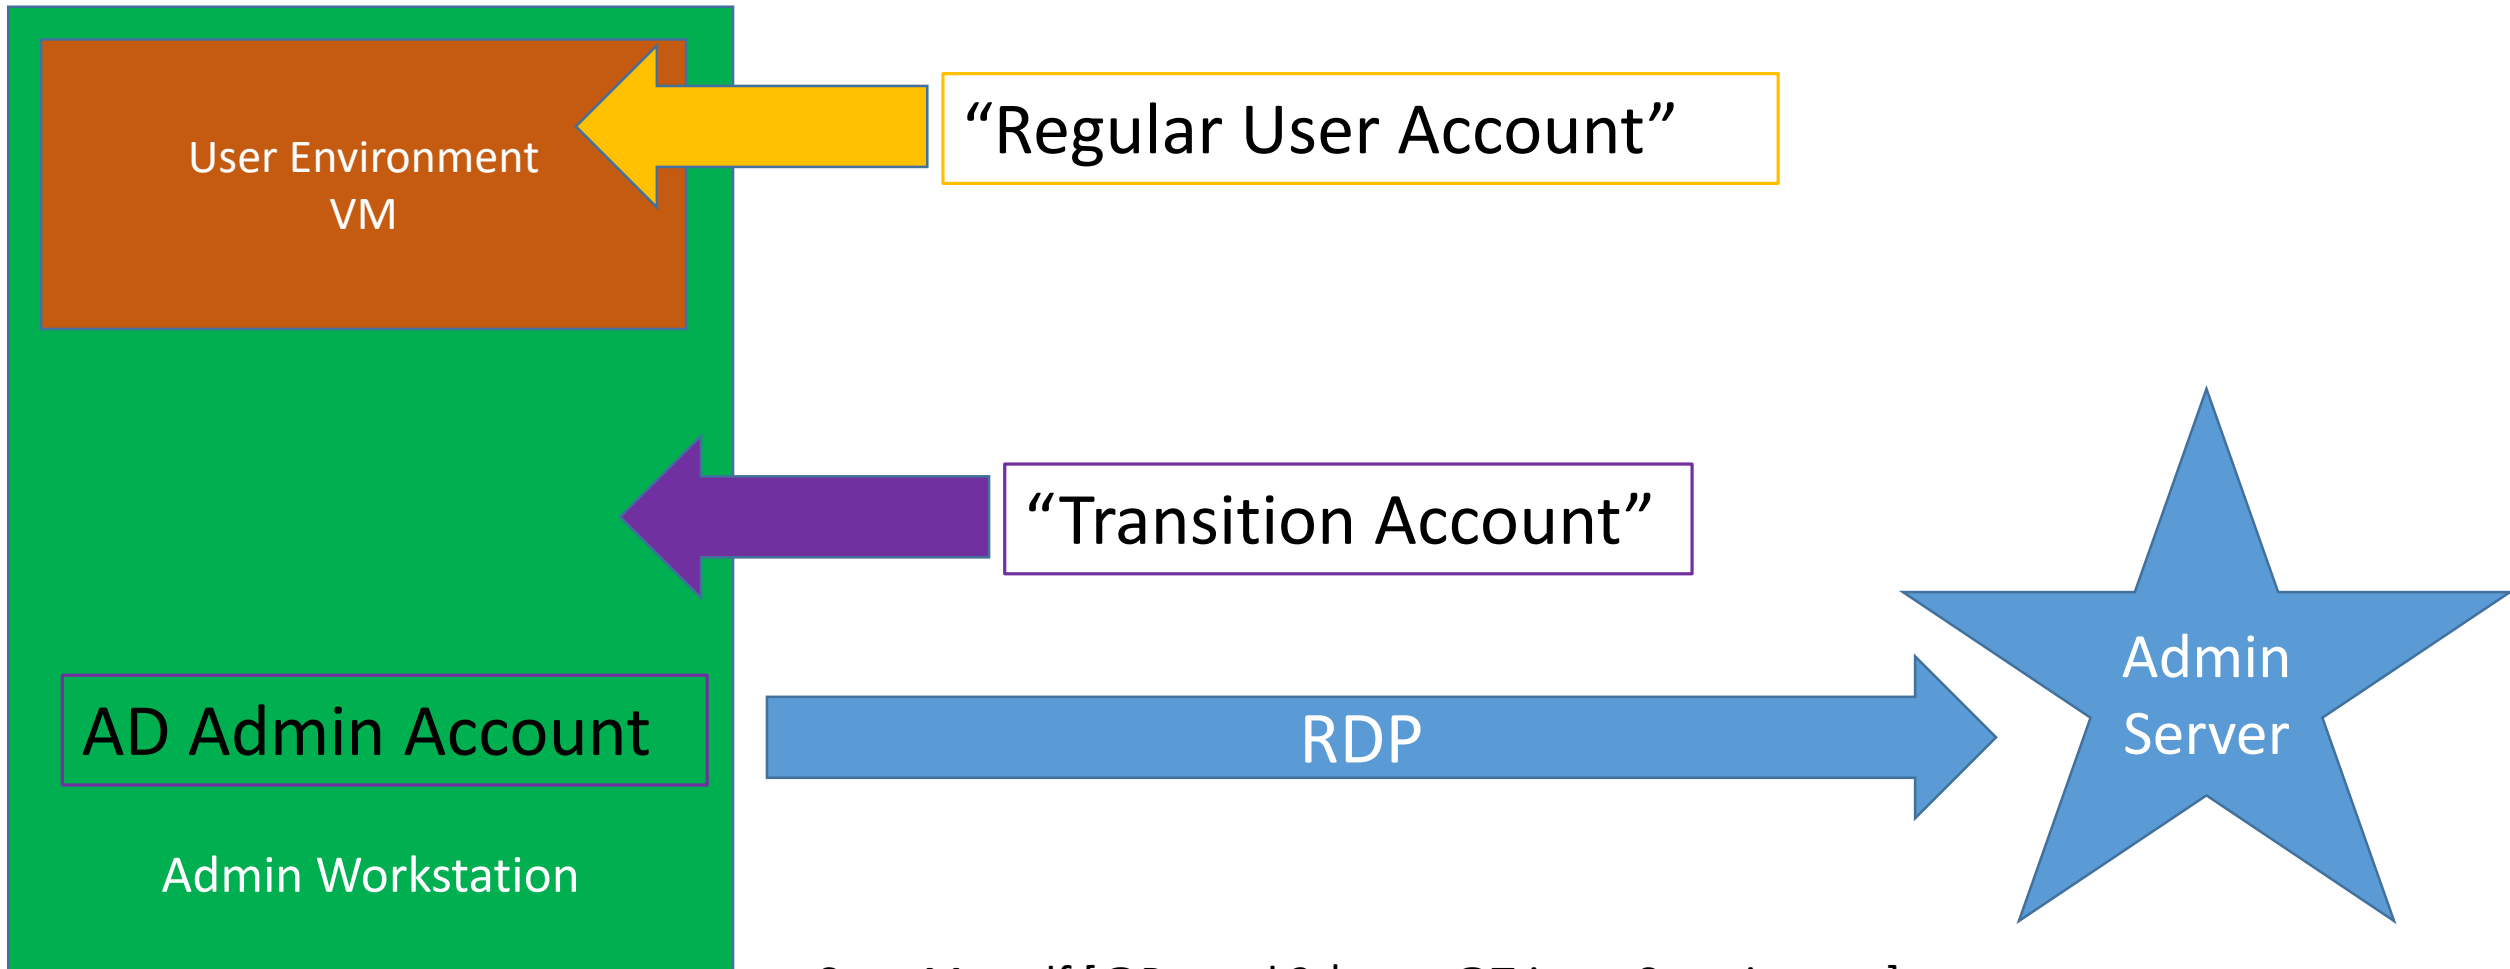 “Regular User Account”
User Environment
VM
“Transition Account”
Admin
Server
AD Admin Account
RDP
Admin Workstation